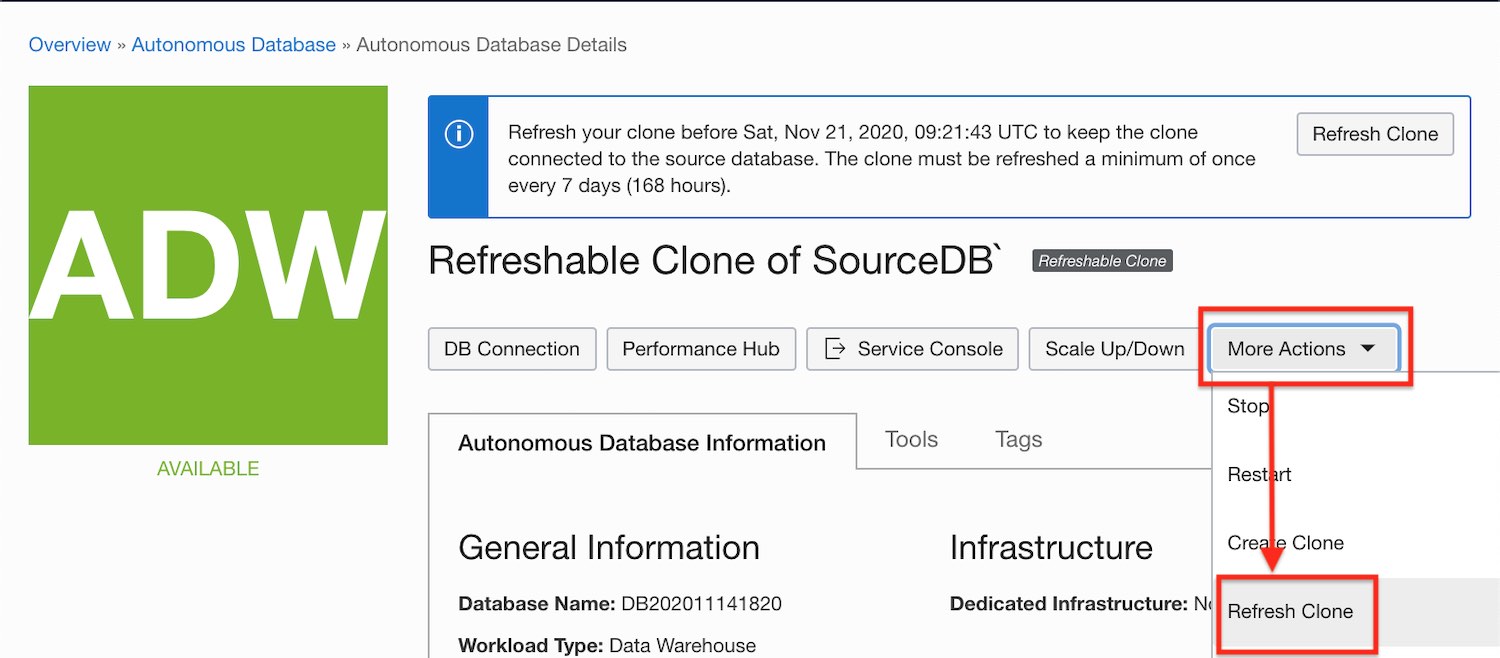 Overview » Autonomous Database » Autonomous Database Details
ADW
AVAILABLE
Refresh your clone before Sat, Nov 21, 2020, 09:21:43 UTC to keep the clone
connected to the source database. The clone must be refreshed a minimum of once
every 7 days (168 hours).
Refresh Clone
Refreshable Clone of SourceDB` Refreshable Clone
DB Connection Performance Hub Service Console Scale Up/Down More Actions
Stop
Restart
Create Clone
Refresh Clone
Autonomous Database Information Tools Tags
General Information
Database Name: DB202011141820
Workload Type: Data Warehouse
Infrastructure
Dedicated Infrastructure: